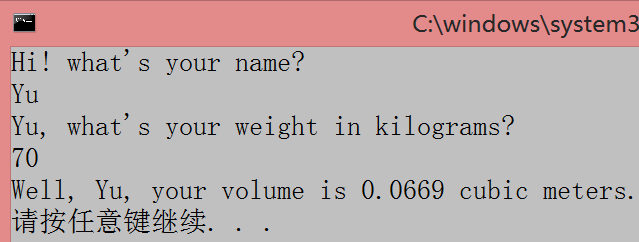 C:\windows\system3
Hi! what's your name?
Yu
Yu, what's your weight in kilograms?
70
Well, Yu, your volume is 0.0669 cubic meters.
请按任意键继续. . .